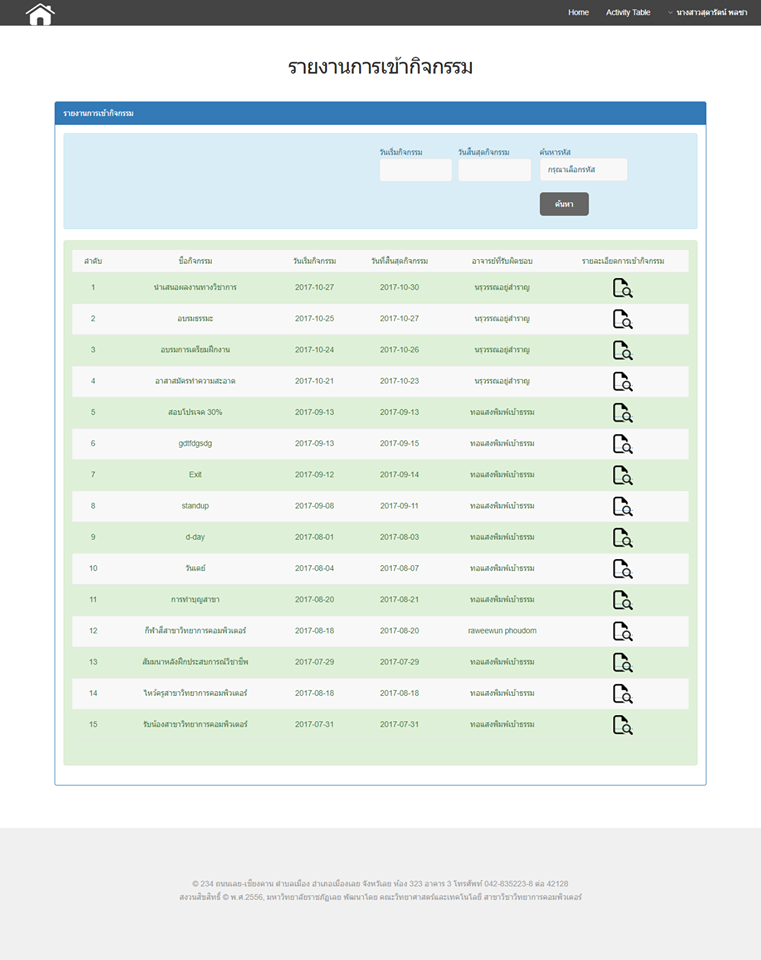 Home Activity Table นางสาวสุดารัตน์ พลซา
รายงานการเข้ากิจกรรม
รายงานการเข้ากิจกรรม
วันเริ่มกิจกรรม วันสิ้นสุดกิจกรรม ค้นหารหัส
กรุณาเลือกรหัส
ค้นหา
ลำดับ ชื่อกิจกรรม วันเริ่มกิจกรรม วันที่สิ้นสุดกิจกรรม อาจารย์ที่รับผิดชอบ รายละเอียดการเข้ากิจกรรม
1 นำเสนอผลงานทางวิชาการ 2017-10-27 2017-10-30 นรุวรรณอยู่สำราญ
2 อบรมธรรมะ 2017-10-25 2017-10-27 นรุวรรณอยู่สำราญ
3 อบรมการเตรียมฝึกงาน 2017-10-24 2017-10-26 นรุวรรณอยู่สำราญ
4 อาสาสมัครทำความสะอาด 2017-10-21 2017-10-23 นรุวรรณอยู่สำราญ
5 สอบโปรเจค 30% 2017-09-13 2017-09-13 ทอแสงพิมพ์เบ้าธรรม
6 gdtfdgsdg 2017-09-13 2017-09-15 ทอแสงพิมพ์เบ้าธรรม
7 Exit 2017-09-12 2017-09-14 ทอแสงพิมพ์เบ้าธรรม
8 standup 2017-09-08 2017-09-11 ทอแสงพิมพ์เบ้าธรรม
9 d-day 2017-08-01 2017-08-03 ทอแสงพิมพ์เบ้าธรรม
10 วันเดย์ 2017-08-04 2017-08-07 ทอแสงพิมพ์เบ้าธรรม
11 การทำบุญสาขา 2017-08-20 2017-08-21 ทอแสงพิมพ์เบ้าธรรม
12 กีฬาสีสาขาวิทยาการคอมพิวเตอร์ 2017-08-18 2017-08-20 raweewun phoudom
13 สัมมนาหลังฝึกประสบการณ์วิชาชีพ 2017-07-29 2017-07-29 ทอแสงพิมพ์เบ้าธรรม
14 ไหว้ครูสาขาวิทยาการคอมพิวเตอร์ 2017-08-18 2017-08-18 ทอแสงพิมพ์เบ้าธรรม
15 รับน้องสาขาวิทยาการคอมพิวเตอร์ 2017-07-31 2017-07-31 ทอแสงพิมพ์เบ้าธรรม
© 234 ถนนเลย-เชียงคาน ตำบลเมือง อำเภอเมืองเลย จังหวัเลย ห้อง 323 อาคาร 3 โทรศัพท์ 042-835223-8 ต่อ 42128
สงวนสิขสิทธิ์ © พ.ศ.2556, มหาวิทยาลัยราชภัฏเลย พัฒนาโดย คณะวิทยาศาสตร์และเทคโนโลยี สาขาวิชาวิทยาการคอมพิวเตอร์